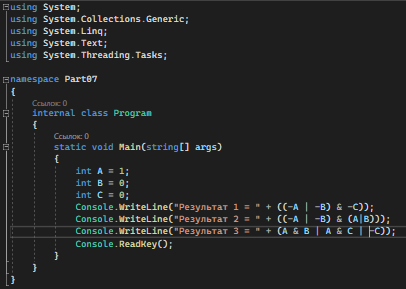 using System;
using System.Collections.Generic;
using System.Linq;
using System.Text;
using System.Threading.Tasks;
namespace Part07
{
Ссылок: 0
internal class Program
{
Ссылок: 0
static void Main(string[] args)
{
int A = 1;
int B = 0;
int C = 0;
Console.WriteLine("Результат 1 = " + ((-A | -B) & -C));
Console.WriteLine("Результат 2 = " + ((-A | -B) & (A|B)));
Console.WriteLine("Результат 3 = " + (A & B | A & C | -C));
Console.ReadKey();
}
}
}